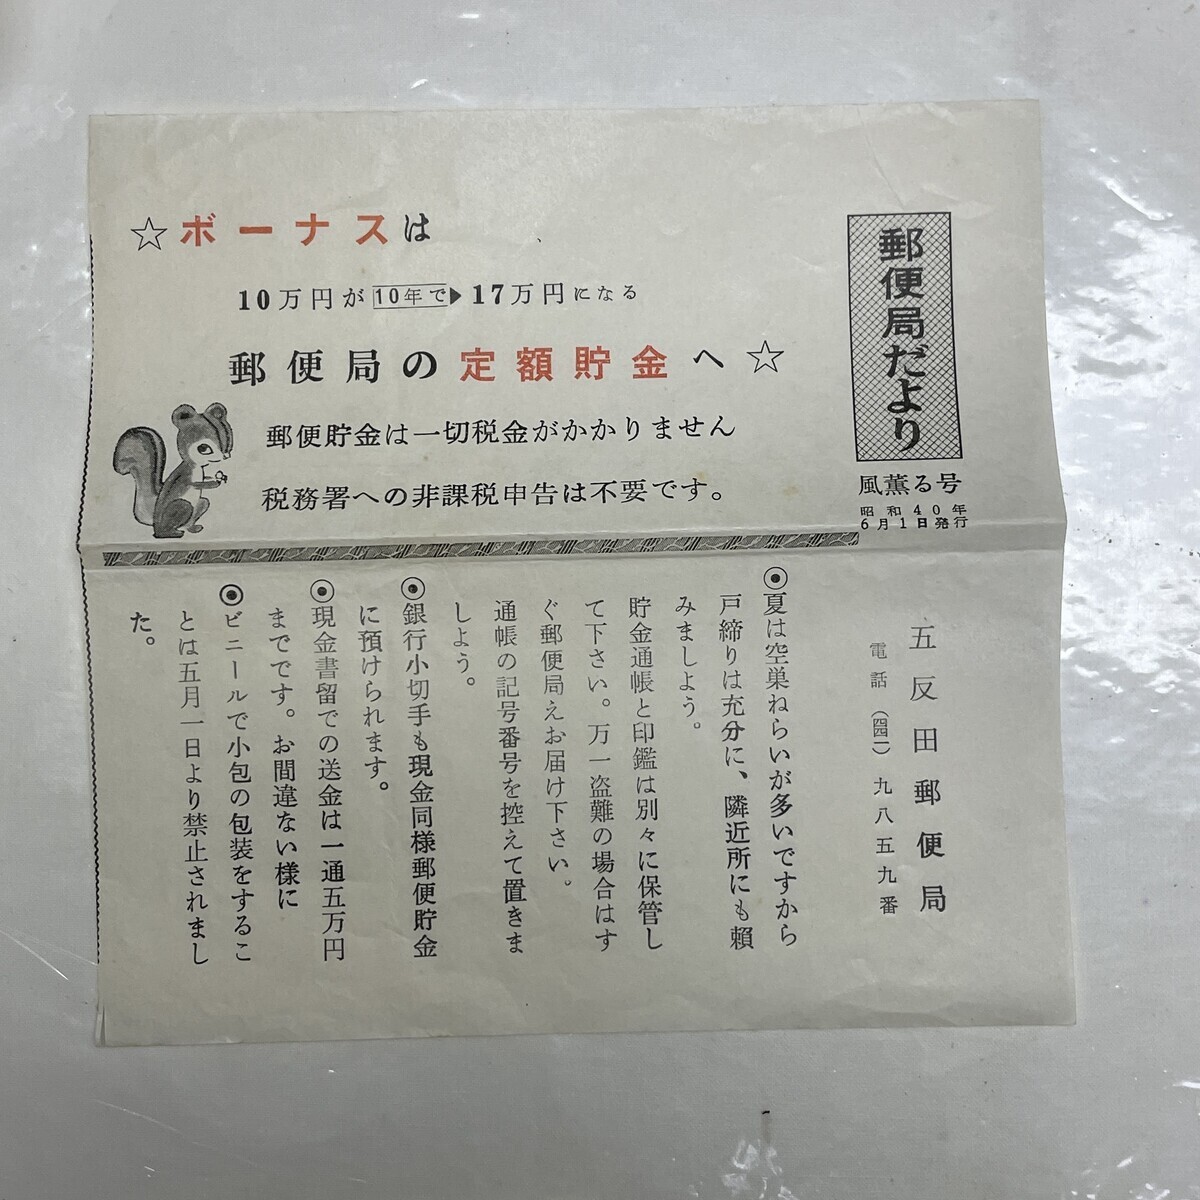 郵便局だより
風薫る号
昭和40年
6月1日発行
☆ボーナスは
10万円が10年で▶17万円になる
郵便局の定額貯金へ☆
郵便貯金は一切税金がかかりません
税務署への非課税申告は不要です。
五反田郵便局
電話(四四一)九八五九番
◉夏は空巣ねらいが多いですから
戸締りは充分に、隣近所にも頼
みましよう。
貯金通帳と印鑑は別々に保管し
て下さい。万一盗難の場合はす
ぐ郵便局えお届け下さい。
通帳の記号番号を控えて置きま
しよう。
◉銀行小切手も現金同様郵便貯金
に預けられます。
◉現金書留での送金は一通五万円
までです。お間違ない様に
◉ビニールで小包の包装をするこ
とは五月一日より禁止されまし
た。